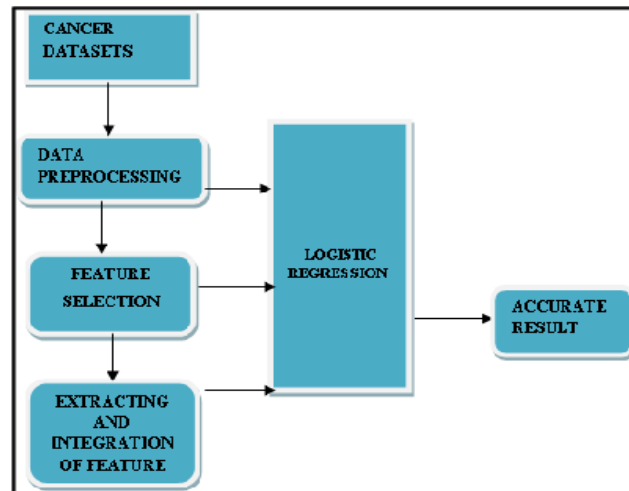 CANCER
DATASETS
DATA
PREPROCESSING
FEATURE
SELECTION
EXTRACTING
AND
INTEGRATION
OF FEATURE
LOGISTIC
REGRESSION
ACCURATE
RESULT